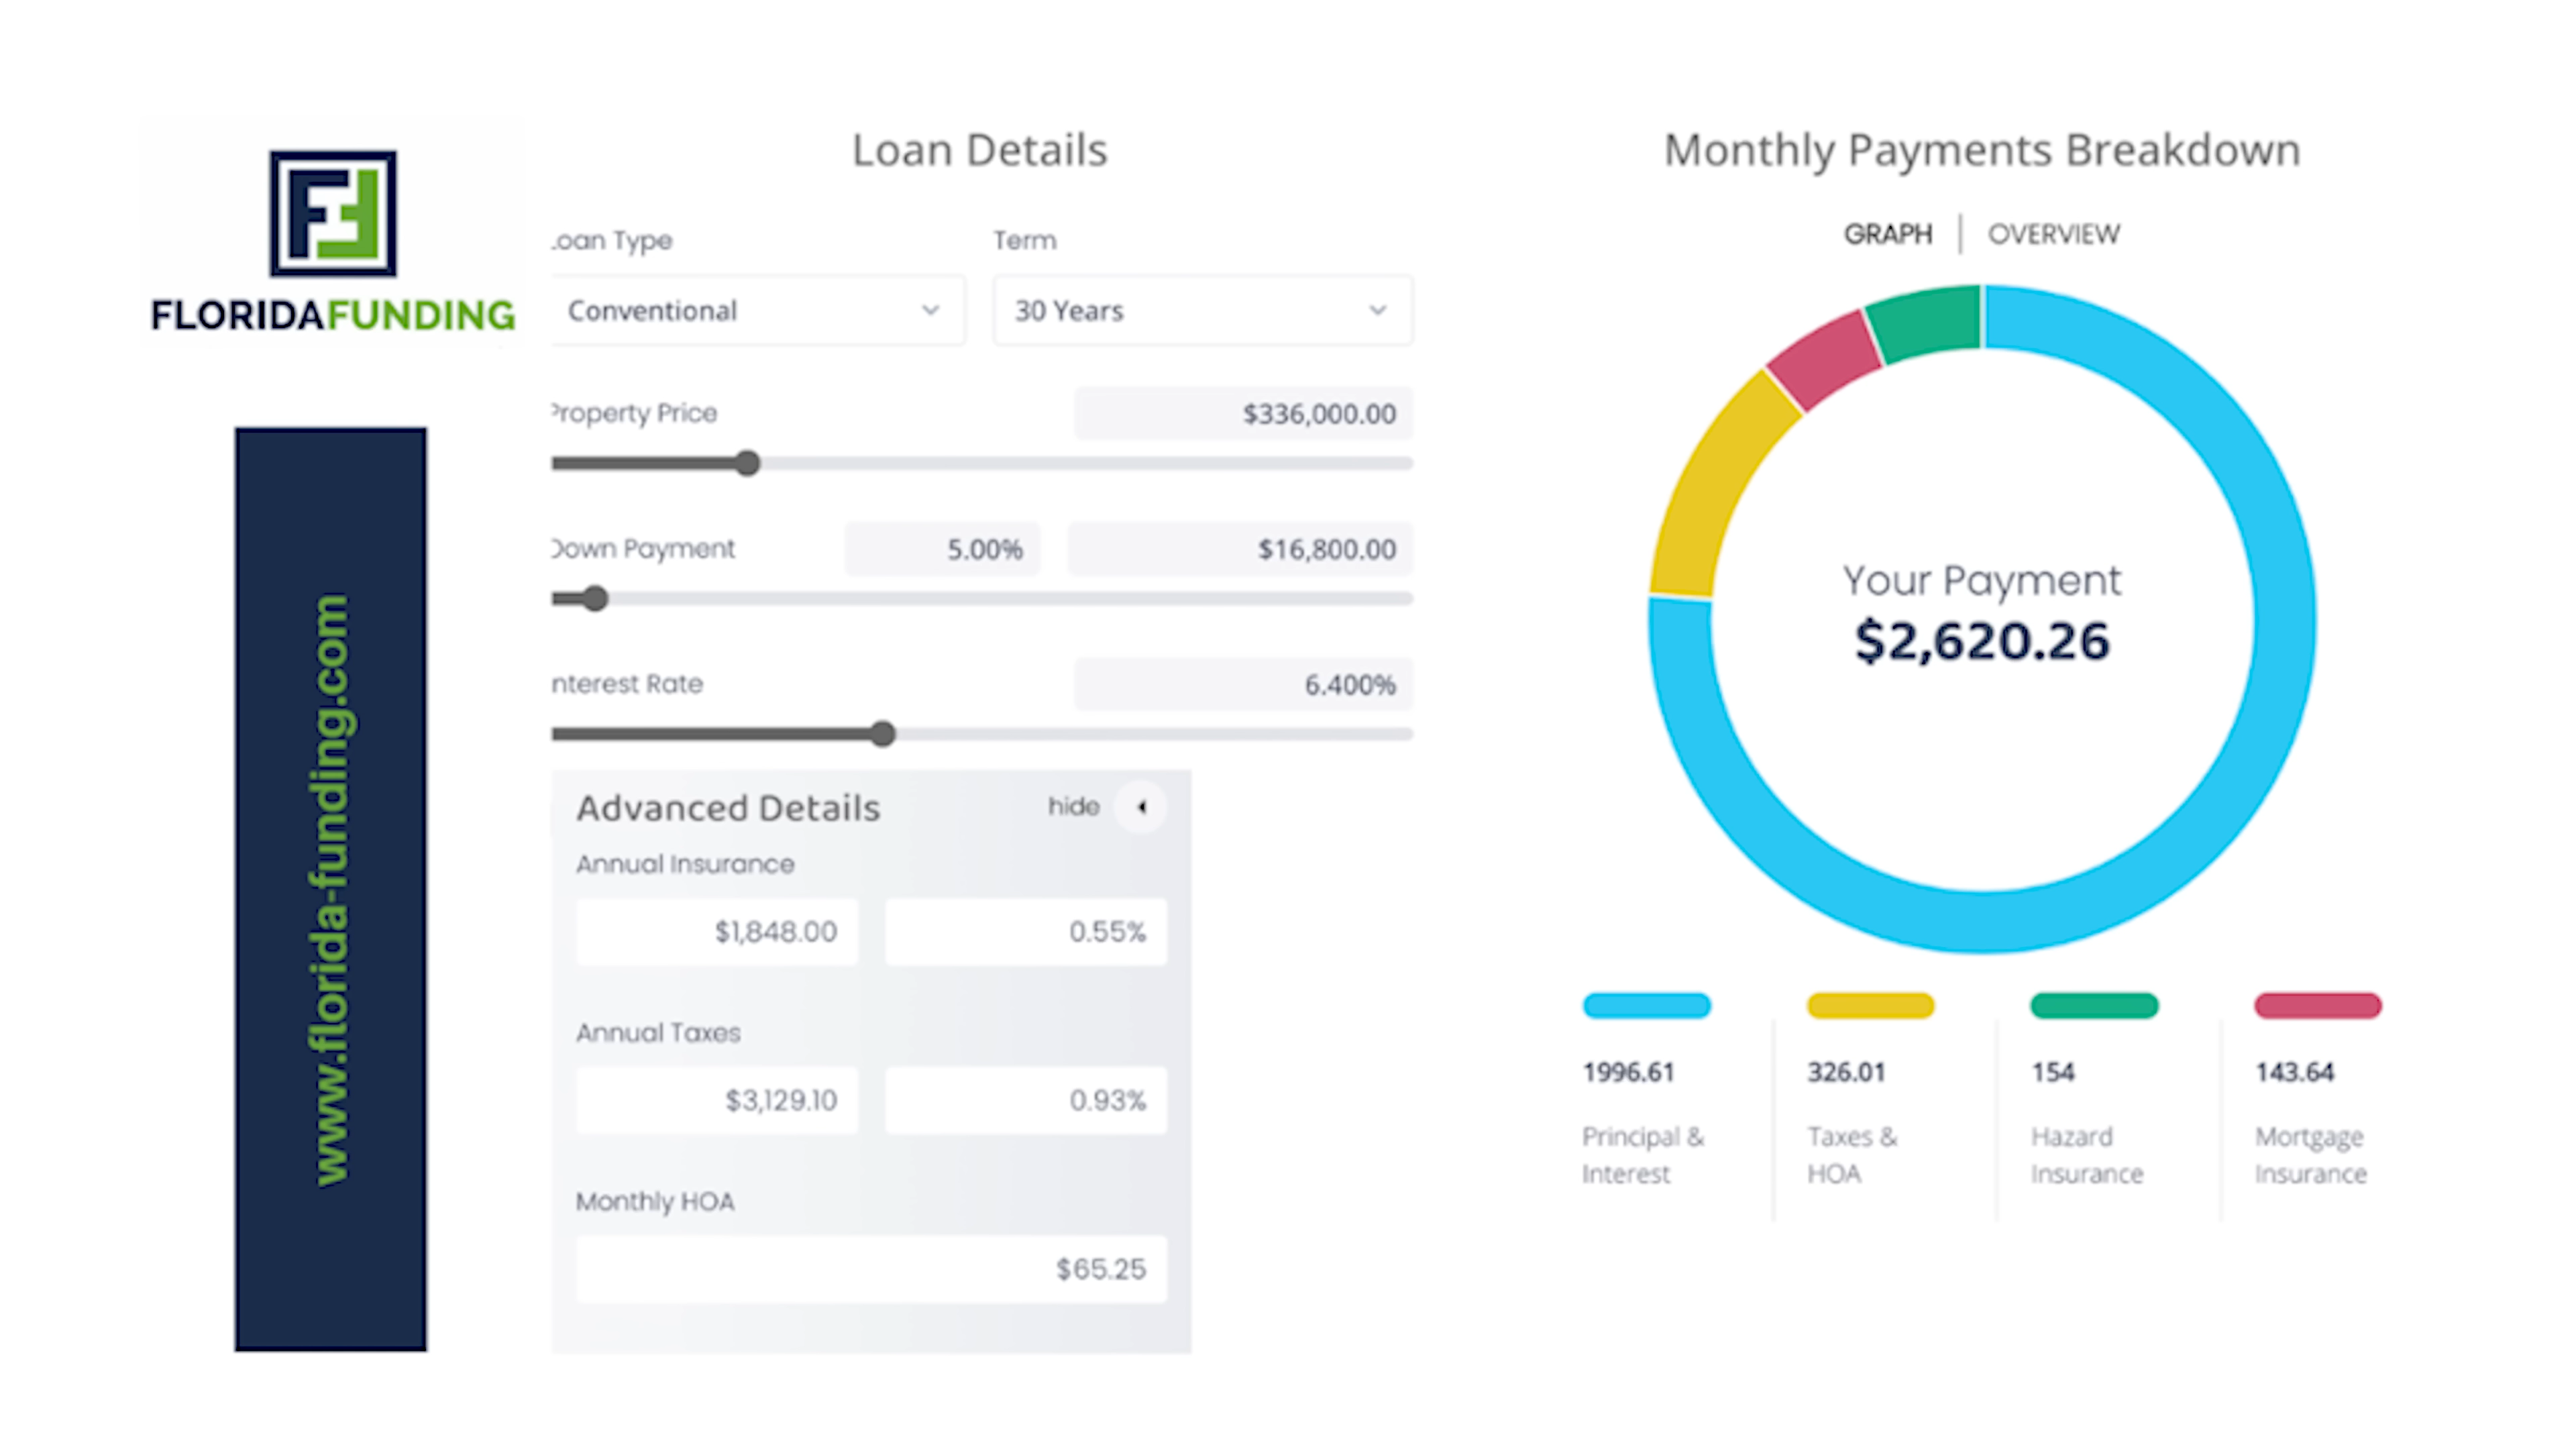 FLORIDAFUNDING
www.florida-funding.com
Loan Details
oan Type
Term
Conventional
30 Years
Property Price
$336,000.00
Down Payment
5.00%
$16,800.00
nterest Rate
6.400%
Advanced Details
hide
Annual Insurance
$1,848.00
0.55%
Annual Taxes
$3,129.10
0.93%
Monthly HOA
$65.25
Monthly Payments Breakdown
GRAPH | OVERVIEW
Your Payment
$2,620.26
1996.61
Principal &
Interest
326.01
Taxes &
HOA
154
Hazard
Insurance
143.64
Mortgage
Insurance